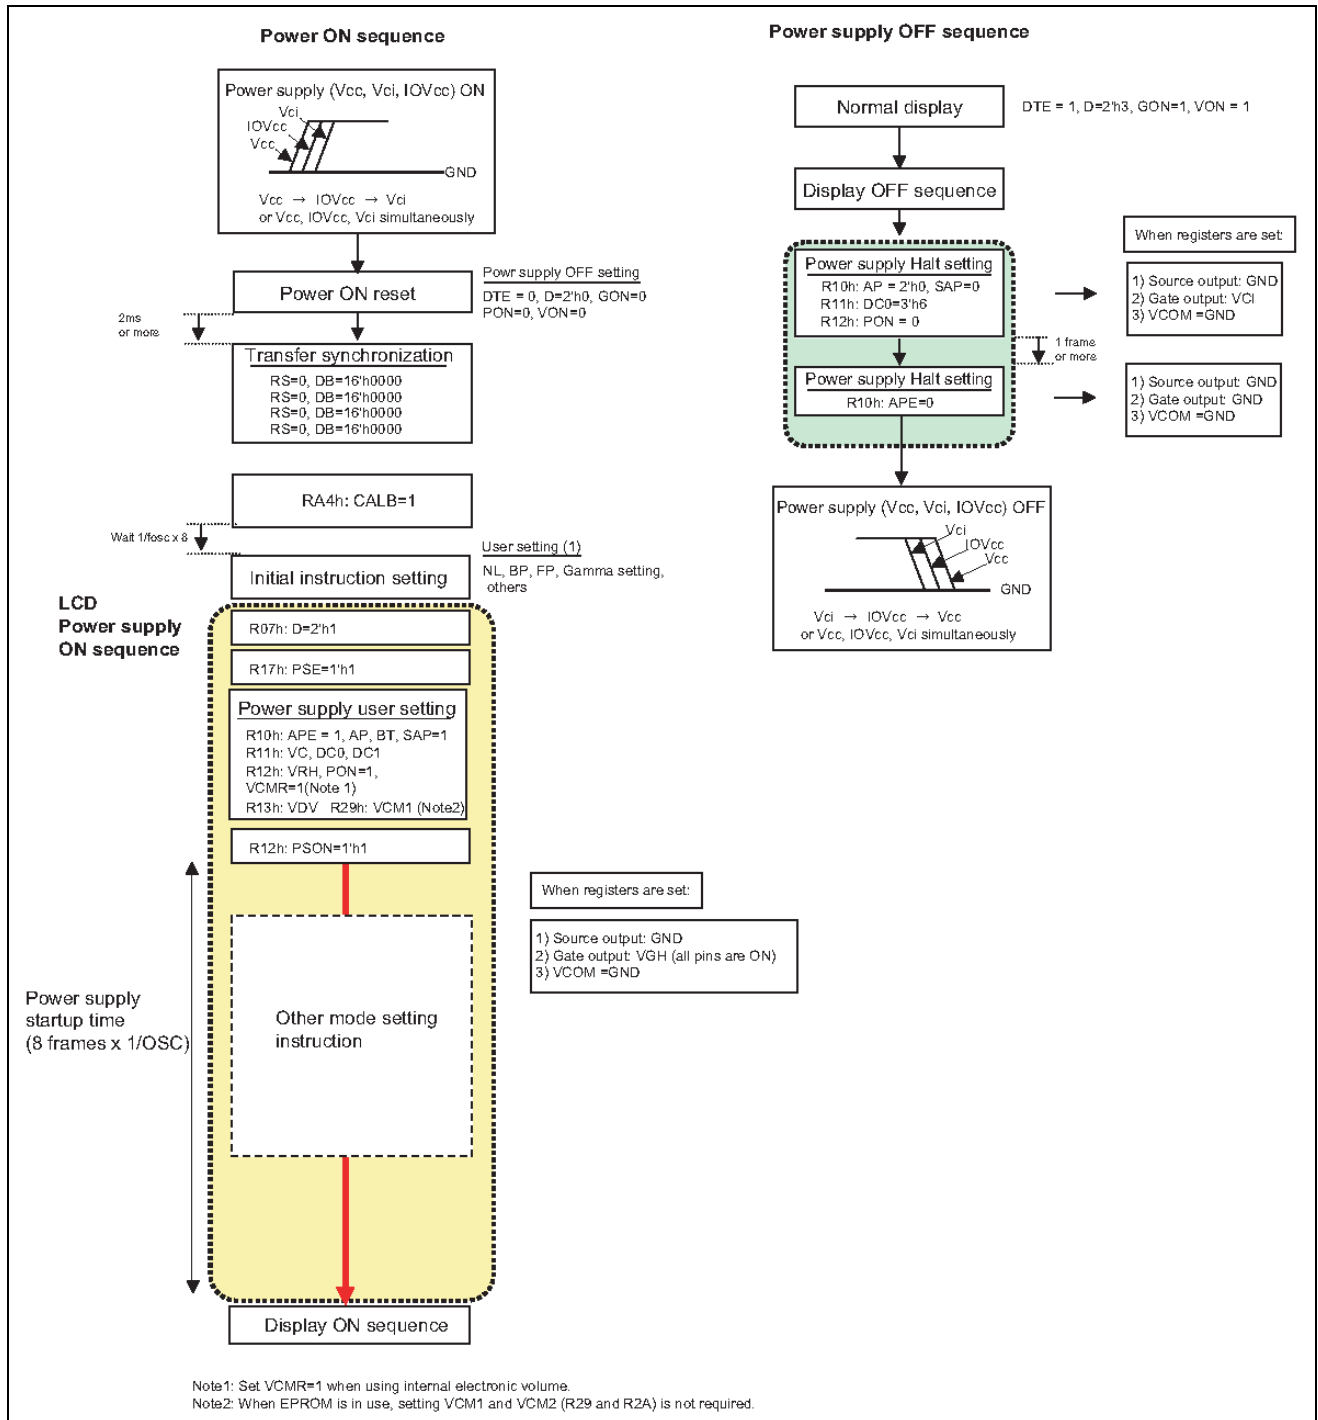 Power ON sequence
Power supply (Vcc, Vci, IOVcc) ON
Vci
IOVcc
Vcc
GND
Vcc → IOVcc → Vci
or Vcc, IOVcc, Vci simultaneously
Power ON reset
Powr supply OFF setting
DTE = 0, D=2'h0, GON=0
PON=0, VON=0
2ms
or more
Transfer synchronization
RS=0, DB=16'h0000
RS=0, DB=16'h0000
RS=0, DB=16'h0000
RS=0, DB=16'h0000
RA4h: CALB=1
Wait 1/fosc x 8
User setting (1)
NL, BP, FP, Gamma setting,
others
Initial instruction setting
LCD
Power supply
ON sequence
R07h: D=2'h1
R17h: PSE=1'h1
Power supply user setting
R10h: APE = 1, AP, BT, SAP=1
R11h: VC, DC0, DC1
R12h: VRH, PON=1,
VCMR=1(Note 1)
R13h: VDV R29h: VCM1 (Note2)
R12h: PSON=1'h1
When registers are set:
1) Source output: GND
2) Gate output: VGH (all pins are ON)
3) VCOM =GND
Power supply
startup time
(8 frames x 1/OSC)
Other mode setting
instruction
Display ON sequence
Power supply OFF sequence
Normal display
DTE = 1, D=2'h3, GON=1, VON = 1
Display OFF sequence
Power supply Halt setting
R10h: AP = 2'h0, SAP=0
R11h: DC0=3'h6
R12h: PON = 0
When registers are set:
1) Source output: GND
2) Gate output: VCI
3) VCOM =GND
1 frame
or more
Power supply Halt setting
R10h: APE=0
1) Source output: GND
2) Gate output: GND
3) VCOM =GND
Power supply (Vcc, Vci, IOVcc) OFF
Vci
IOVcc
Vcc
GND
Vci → IOVcc → Vcc
or Vcc, IOVcc, Vci simultaneously
Note1: Set VCMR=1 when using internal electronic volume.
Note2: When EPROM is in use, setting VCM1 and VCM2 (R29 and R2A) is not required.